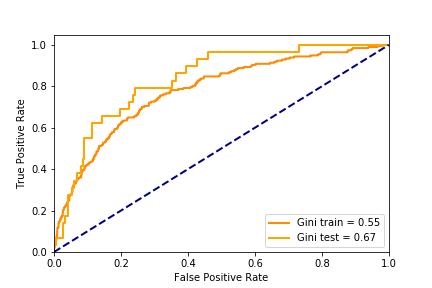 1.0
0.8
0.6
0.4
0.2
0.0
True Positive Rate
Gini train = 0.55
Gini test = 0.67
0.0 0.2 0.4 0.6 0.8 1.0
False Positive Rate